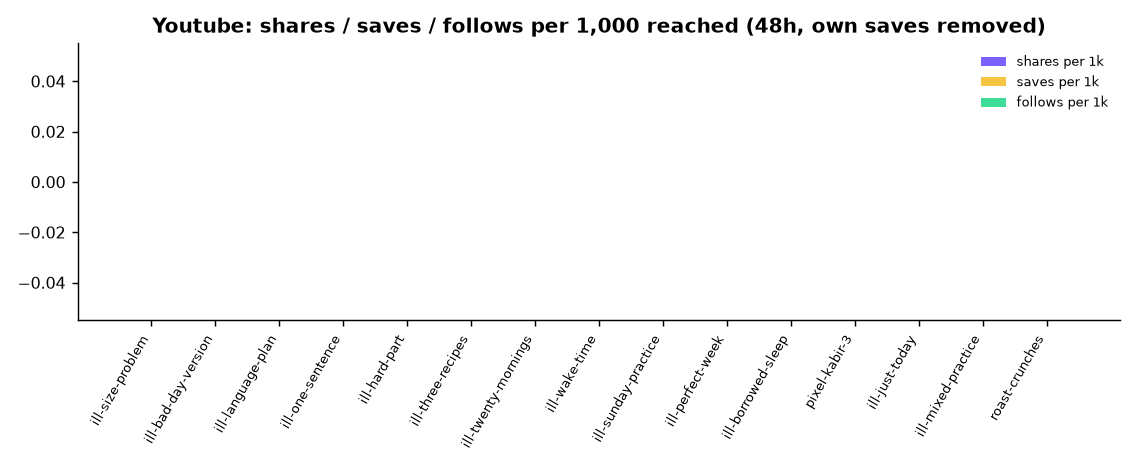 Youtube: shares / saves / follows per 1,000 reached (48h, own saves removed)
shares per 1k
saves per 1k
follows per 1k
0.04
0.02
0.00
−0.02
−0.04
ill-size-problem
ill-bad-day-version
ill-language-plan
ill-one-sentence
ill-hard-part
ill-three-recipes
ill-twenty-mornings
ill-wake-time
ill-sunday-practice
ill-perfect-week
ill-borrowed-sleep
pixel-kabir-3
ill-just-today
ill-mixed-practice
roast-crunches